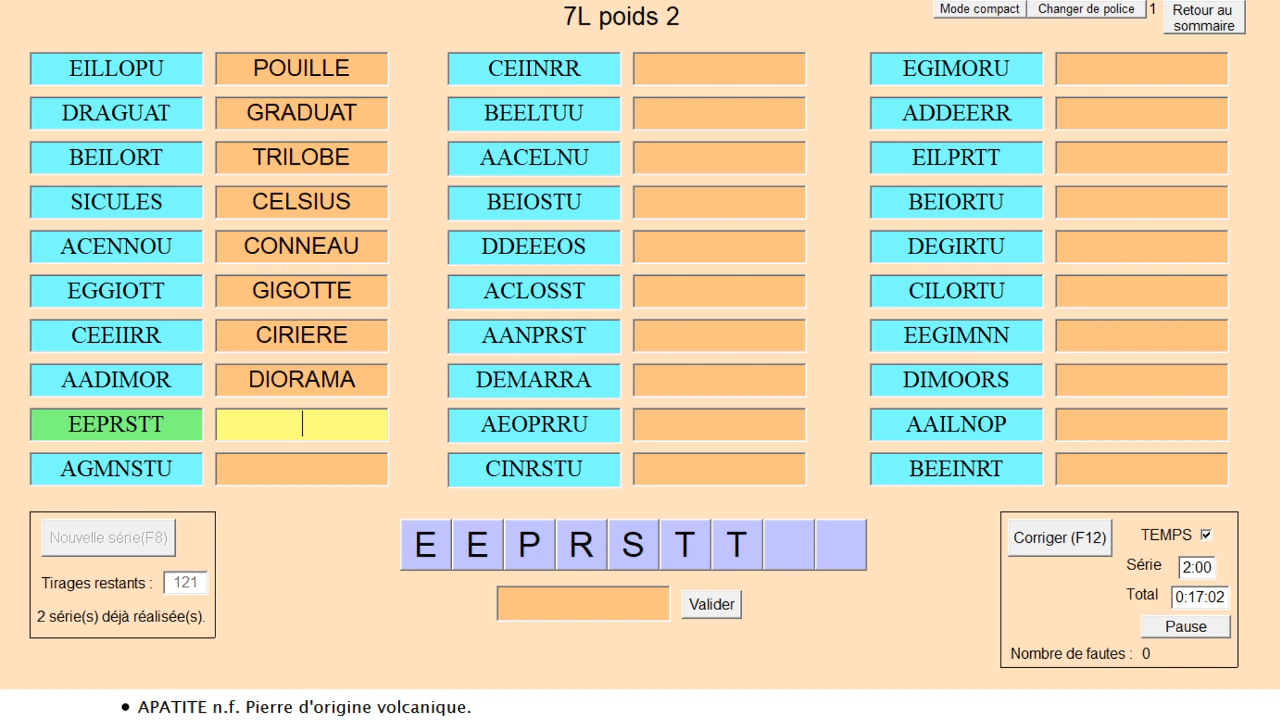 7L poids 2
Mode compact Changer de police 1 Retour au sommaire
EILLOPU POUILLE CEIINRR EGIMORU
DRAGUAT GRADUAT BEELTUU ADDEERR
BEILORT TRILOBE AACELNU EILPRTT
SICULES CELSIUS BEIOSTU BEIORTU
ACENNOU CONNEAU DDEEEOS DEGIRTU
EGGIOTT GIGOTTE ACLOSST CILORTU
CEEIIRR CIRIERE AANPRST EEGIMNN
AADIMOR DIORAMA DEMARRA DIMOORS
EEPRSTT AEOPRRU AAILNOP
AGMNSTU CINRSTU BEEINRT
Nouvelle série(F8)
Tirages restants : 121
2 série(s) déjà réalisée(s).
E E P R S T T
Valider
Corriger (F12) TEMPS
Série 2:00
Total 0:17:02
Pause
Nombre de fautes : 0
• APATITE n.f. Pierre d'origine volcanique.